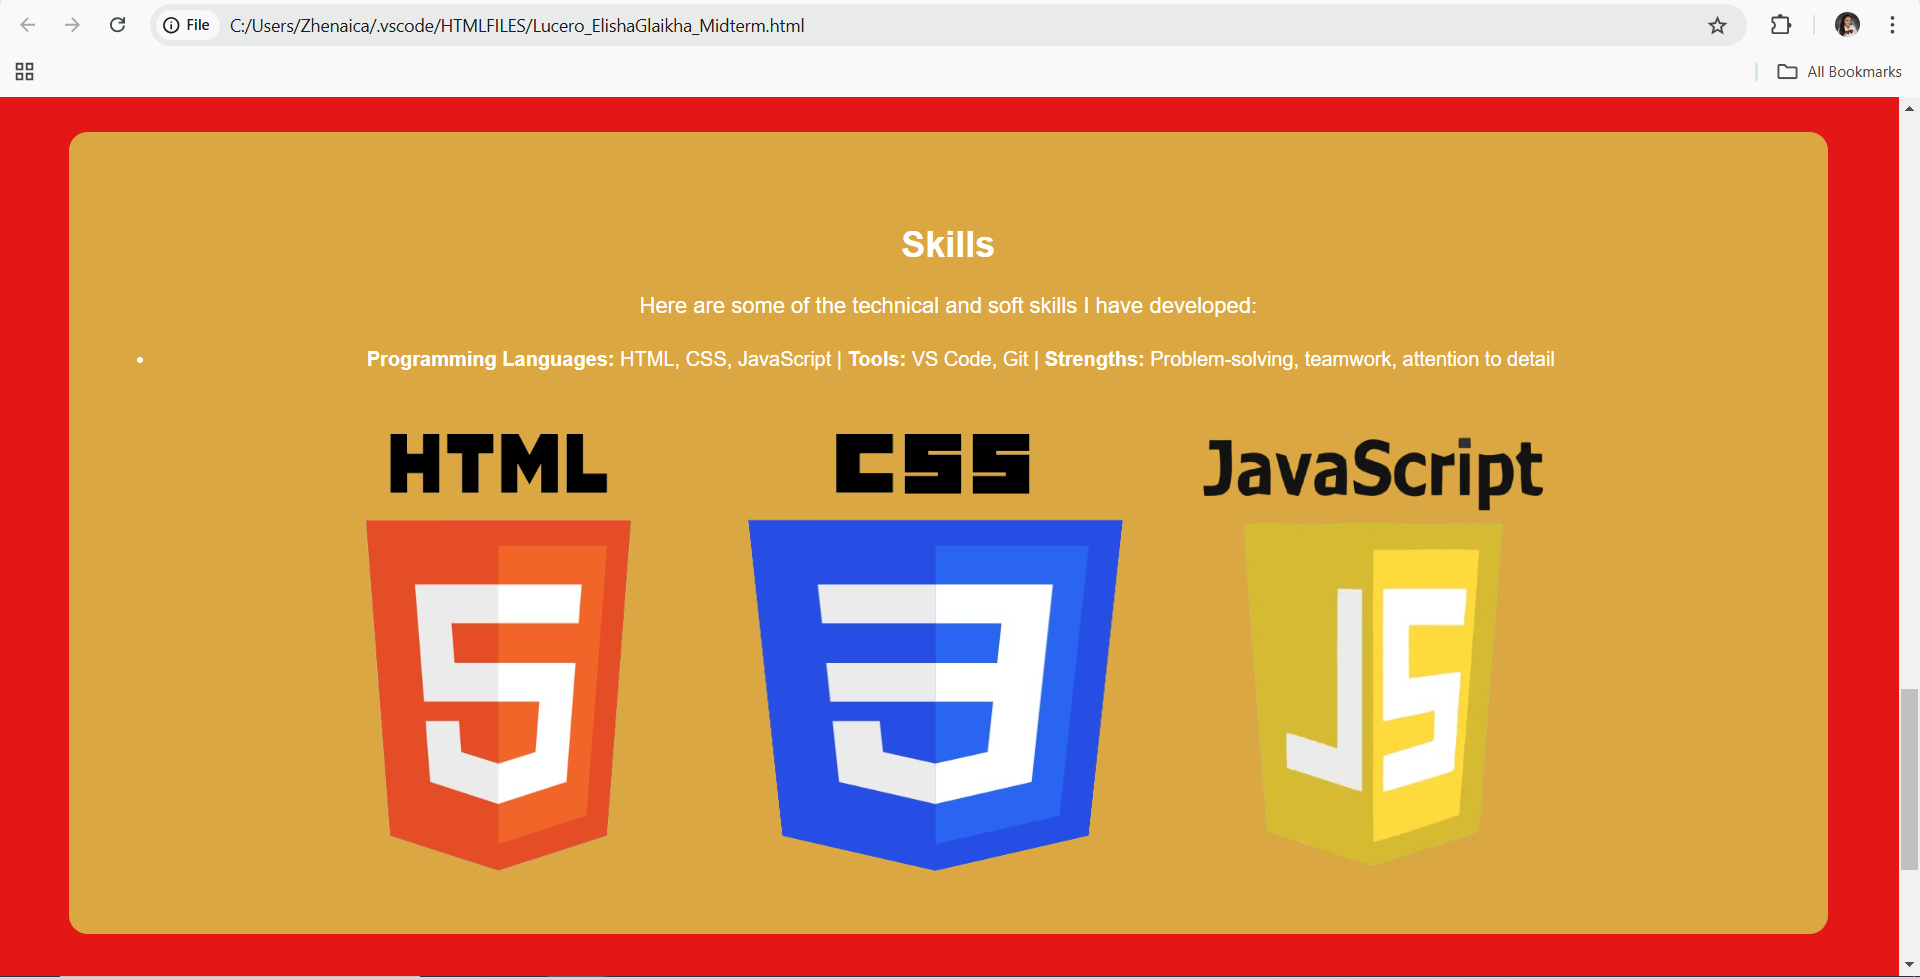 File C:/Users/Zhenaica/.vscode/HTMLFILES/Lucero_ElishaGlaikha_Midterm.html
All Bookmarks
Skills
Here are some of the technical and soft skills I have developed:
• Programming Languages: HTML, CSS, JavaScript | Tools: VS Code, Git | Strengths: Problem-solving, teamwork, attention to detail
HTML CSS JavaScript
5 3 JS